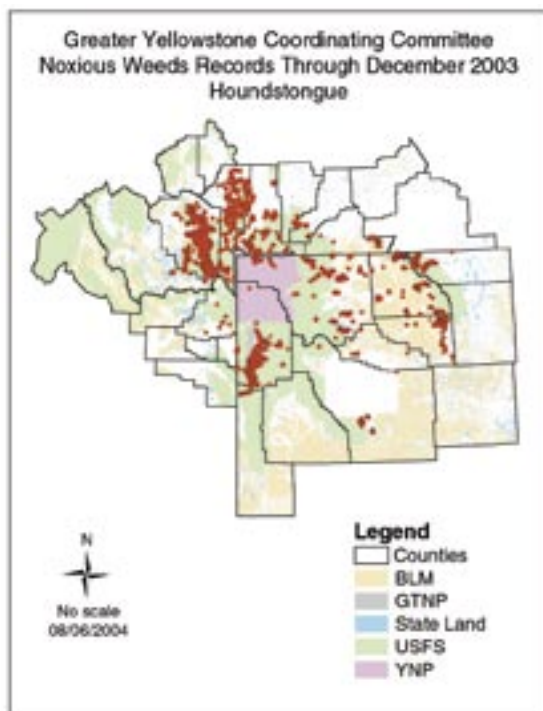 Greater Yellowstone Coordinating Committee
Noxious Weeds Records Through December 2003
Houndstongue
N
No scale
08/06/2004
Legend
Counties
BLM
GTNP
State Land
USFS
YNP